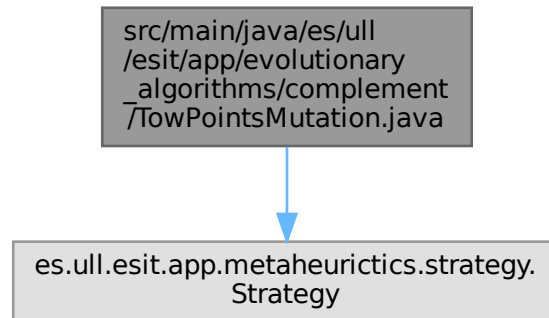 src/main/java/es/ull
/esit/app/evolutionary
_algorithms/complement
/TowPointsMutation.java
es.ull.esit.app.metaheurictics.strategy.
Strategy